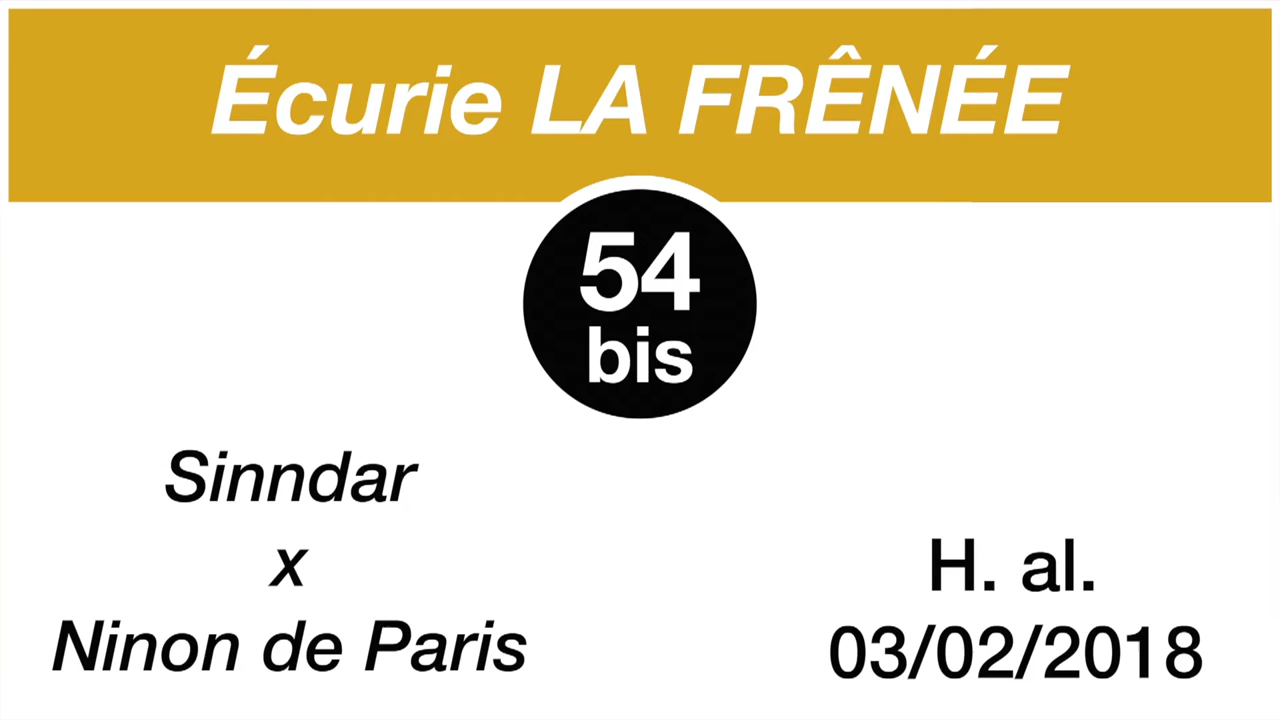 Écurie LA FRÊNÉE
54
bis
Sinndar
x
Ninon de Paris
H. al.
03/02/2018